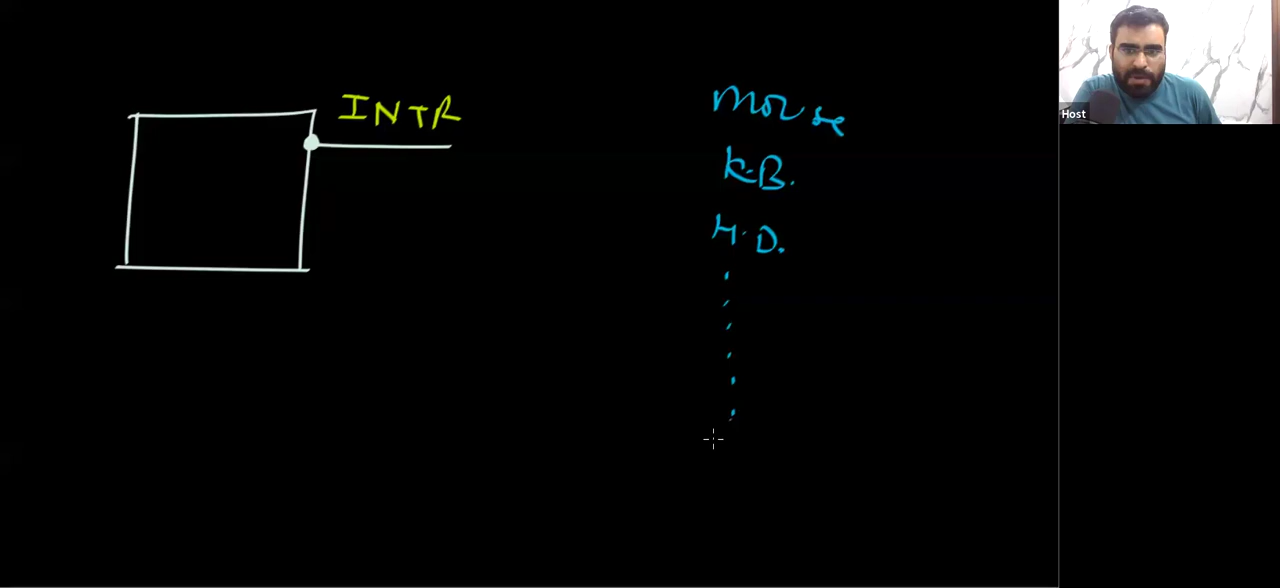 INTR
Mouse
K.B.
H.D.
Host